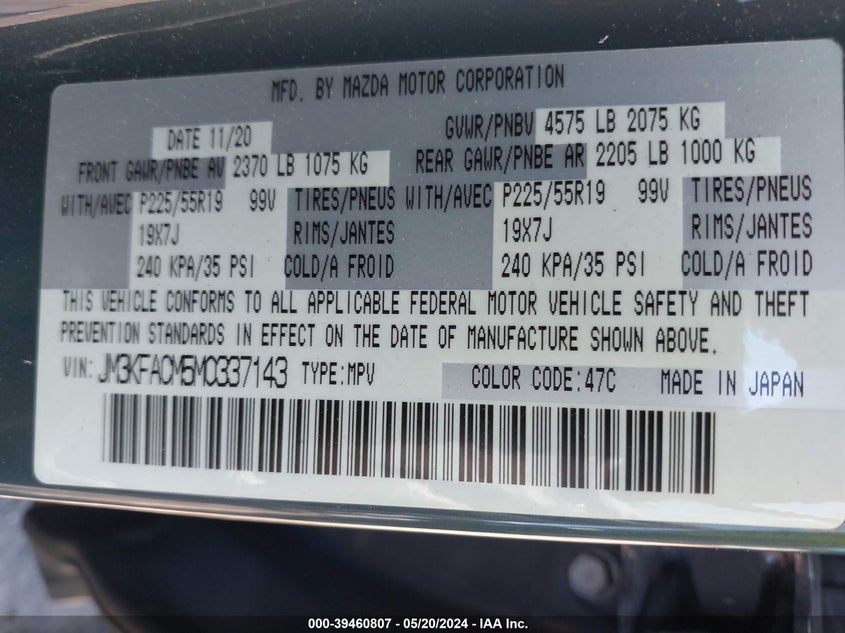 MFD. BY MAZDA MOTOR CORPORATION
DATE 11/20 GVWR/PNBV 4575 LB 2075 KG
FRONT GAWR/PNBE AV 2370 LB 1075 KG REAR GAWR/PNBE AR 2205 LB 1000 KG
WITH/AVEC P225/55R19 99V TIRES/PNEUS WITH/AVEC P225/55R19 99V TIRES/PNEUS
19X7J RIMS/JANTES 19X7J RIMS/JANTES
240 KPA/35 PSI COLD/A FROID 240 KPA/35 PSI COLD/A FROID
THIS VEHICLE CONFORMS TO ALL APPLICABLE FEDERAL MOTOR VEHICLE SAFETY AND THEFT
PREVENTION STANDARDS IN EFFECT ON THE DATE OF MANUFACTURE SHOWN ABOVE.
VIN: JM3KFACM5M0337143 TYPE:MPV COLOR CODE:47C MADE IN JAPAN
000-39460807 - 05/20/2024 - IAA Inc.